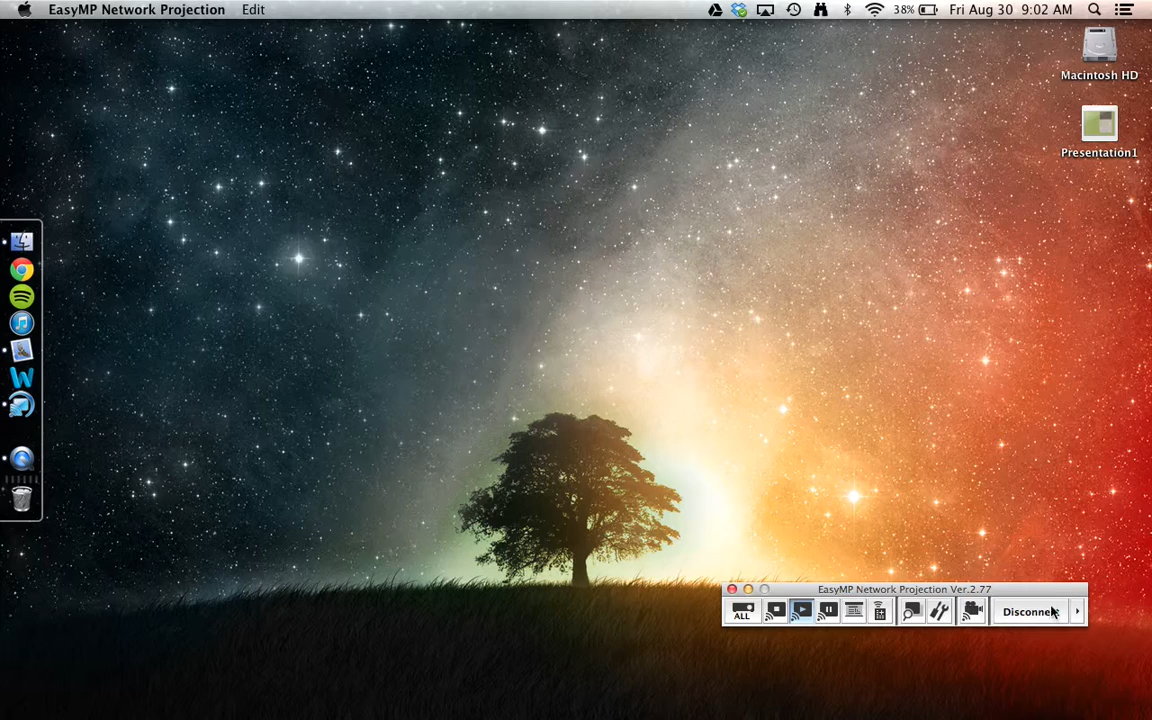 EasyMP Network Projection Edit 38% Fri Aug 30 9:02 AM
Macintosh HD
Presentation1
EasyMP Network Projection Ver.2.77
ALL
Disconnect